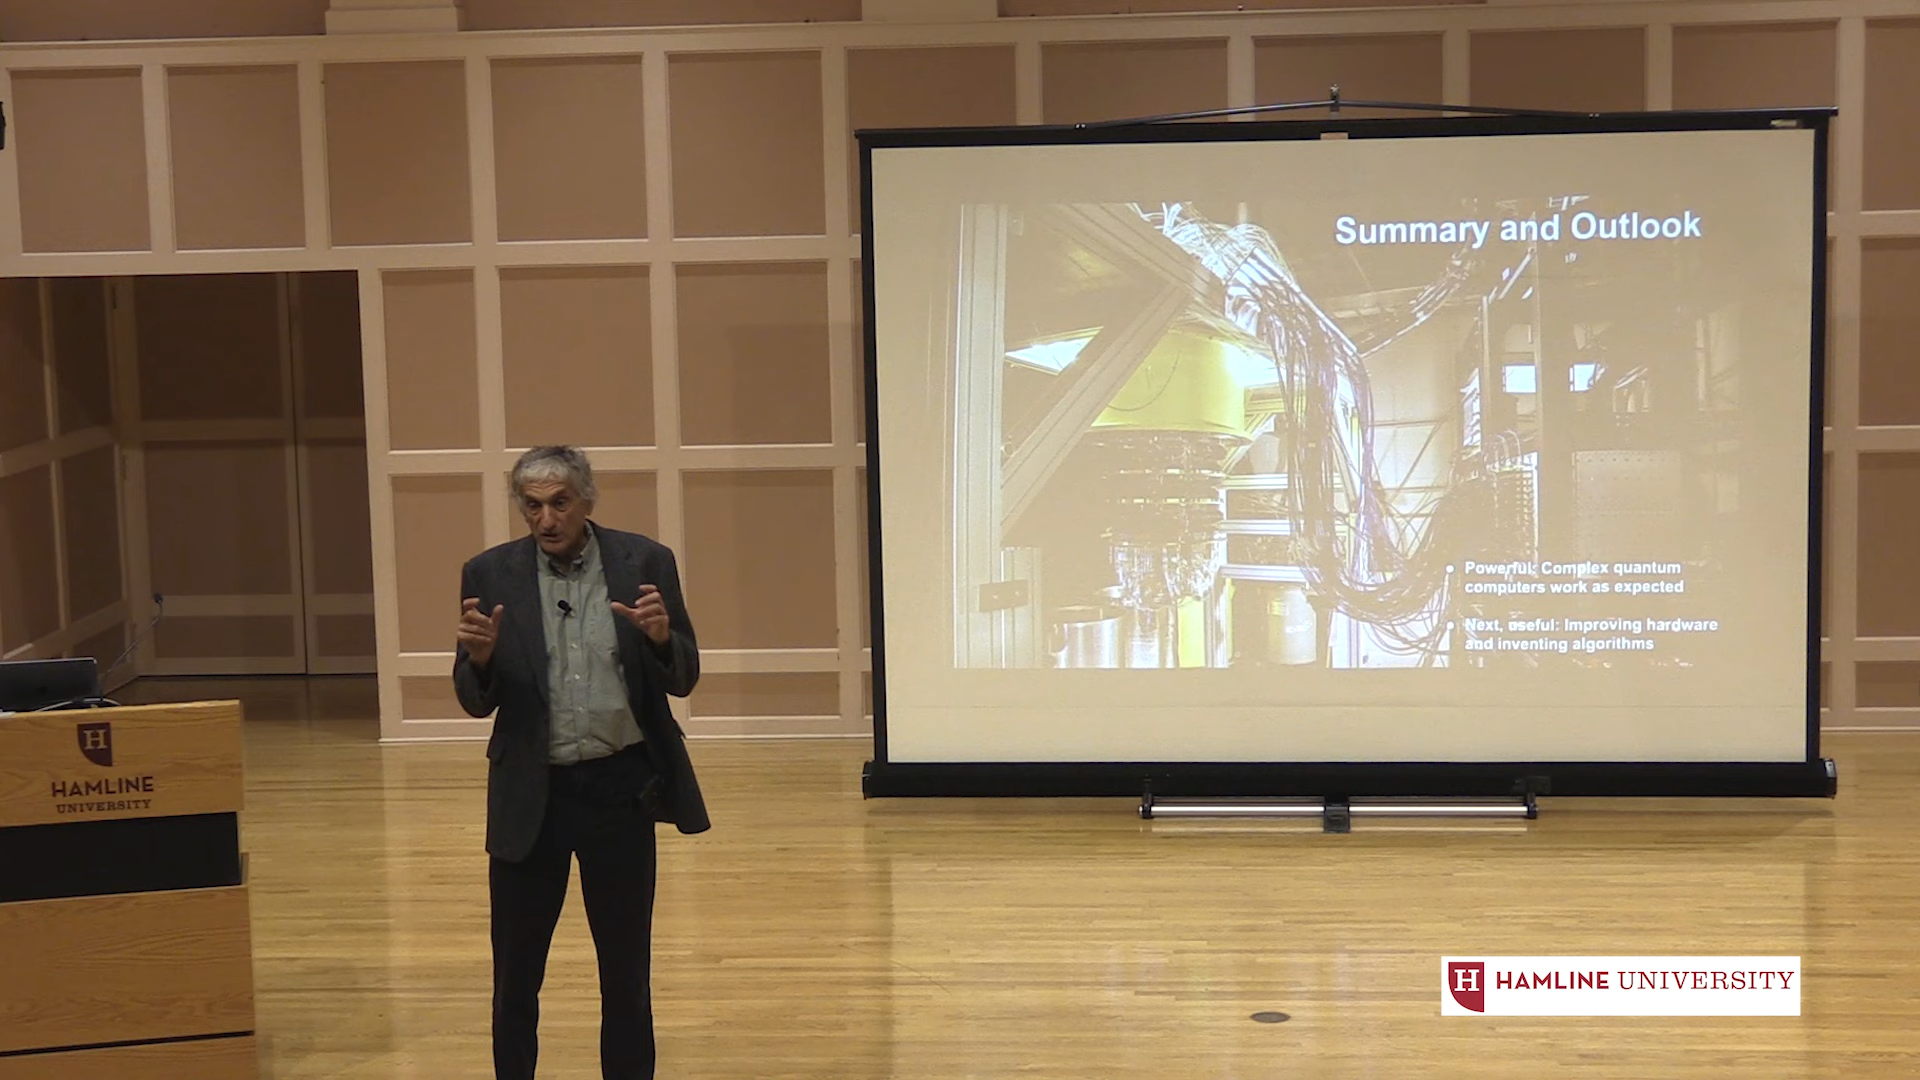 Summary and Outlook
• Powerful: Complex quantum
computers work as expected
• Next, useful: Improving hardware
and inventing algorithms
H
HAMLINE
UNIVERSITY
H HAMLINE UNIVERSITY